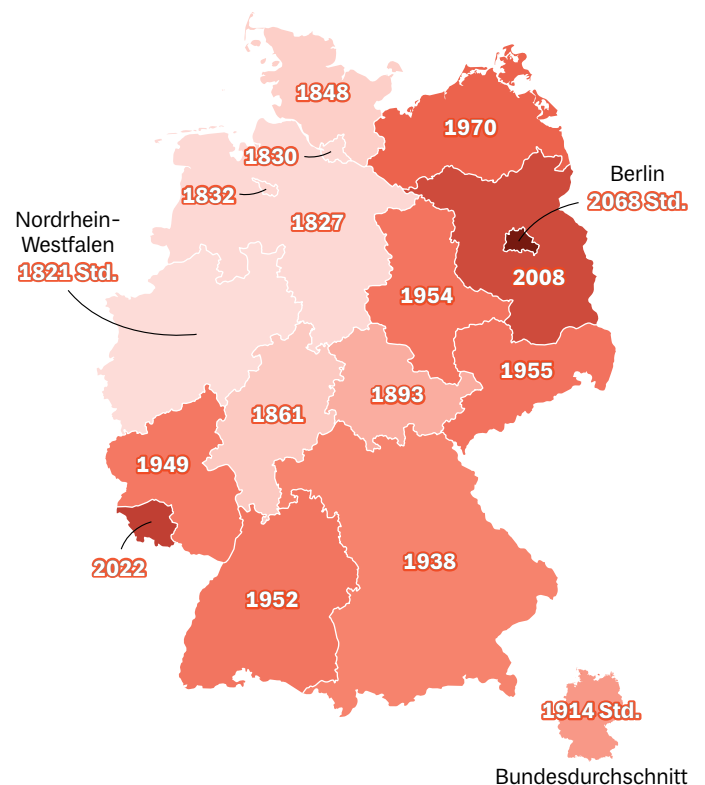 1848
1970
1830
Berlin
2068 Std.
1832
Nordrhein-
Westfalen
1821 Std.
1827
2008
1954
1955
1893
1861
1949
2022
1938
1952
1914 Std.
Bundesdurchschnitt